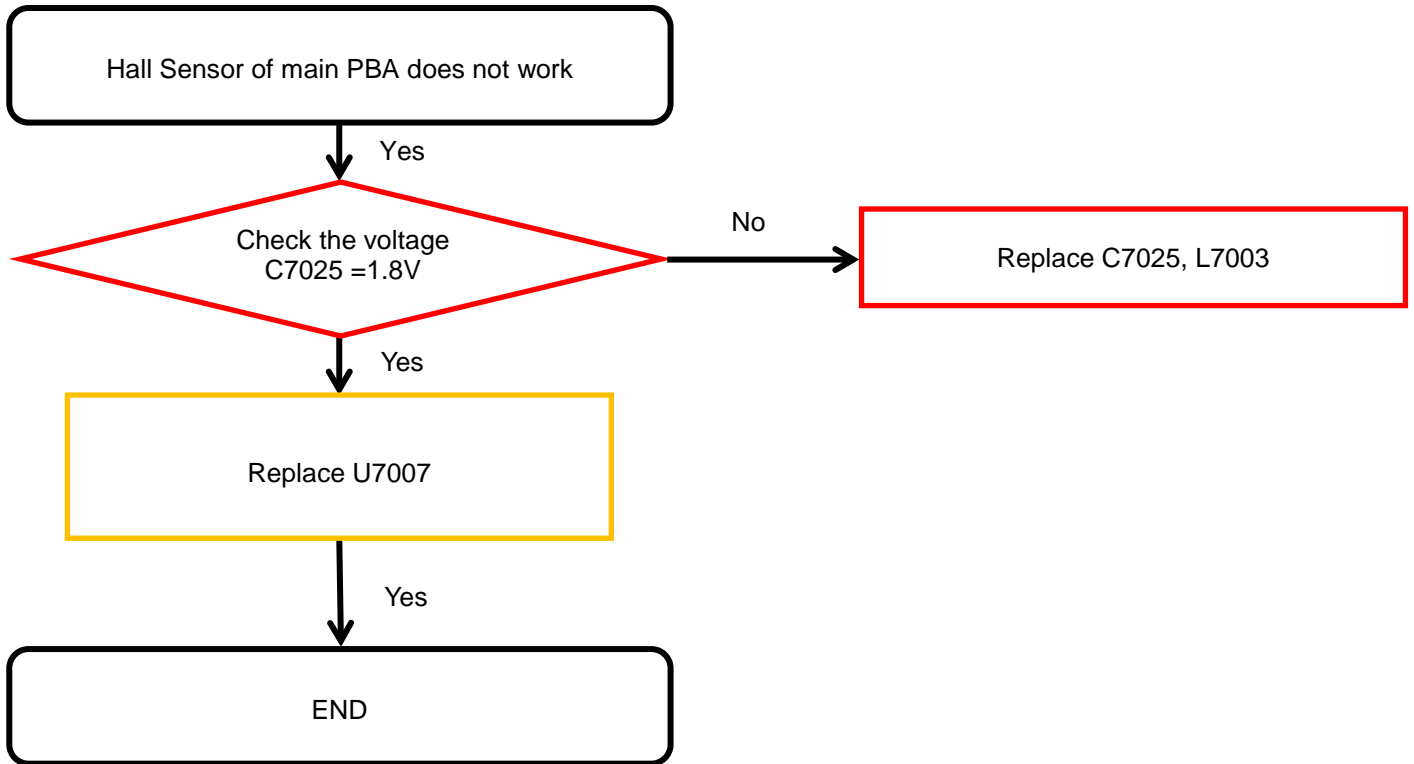 Hall Sensor of main PBA does not work
Yes
Check the voltage
C7025 =1.8V
No
Replace C7025, L7003
Yes
Replace U7007
Yes
END